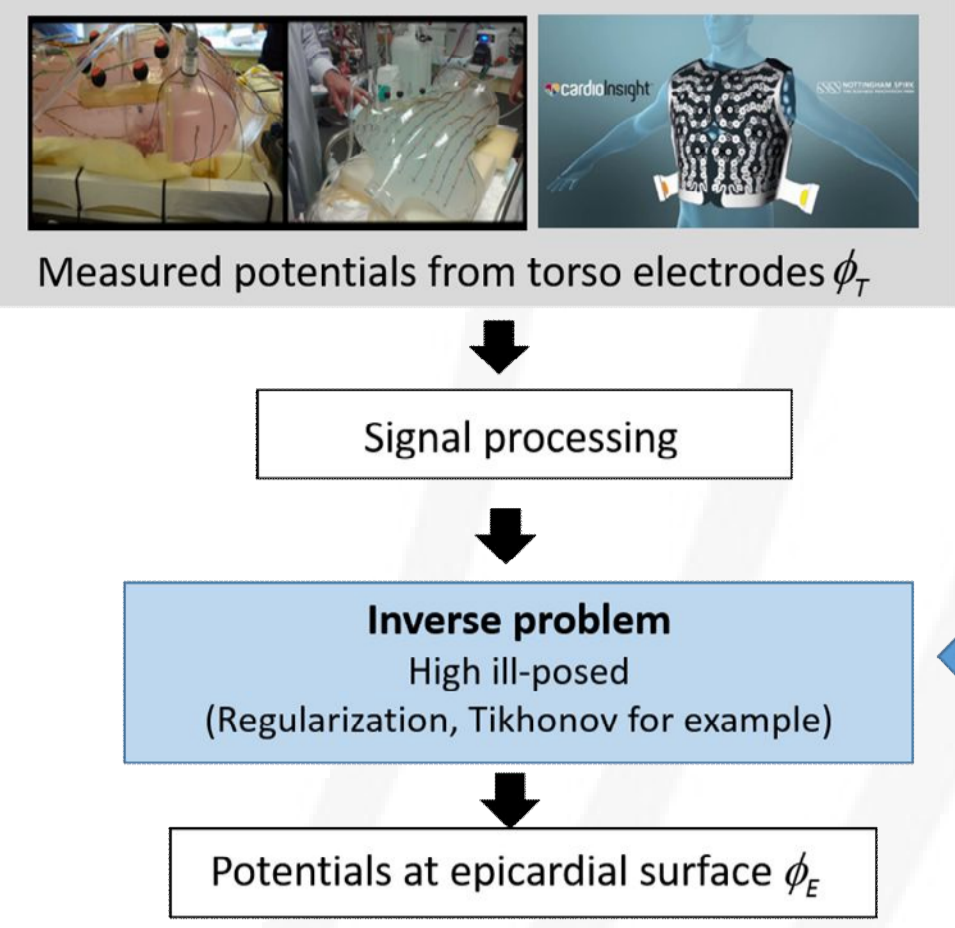 cardioInsight
NOTTINGHAM SPIRK
Measured potentials from torso electrodes ϕT
Signal processing
Inverse problem
High ill-posed
(Regularization, Tikhonov for example)
Potentials at epicardial surface ϕE